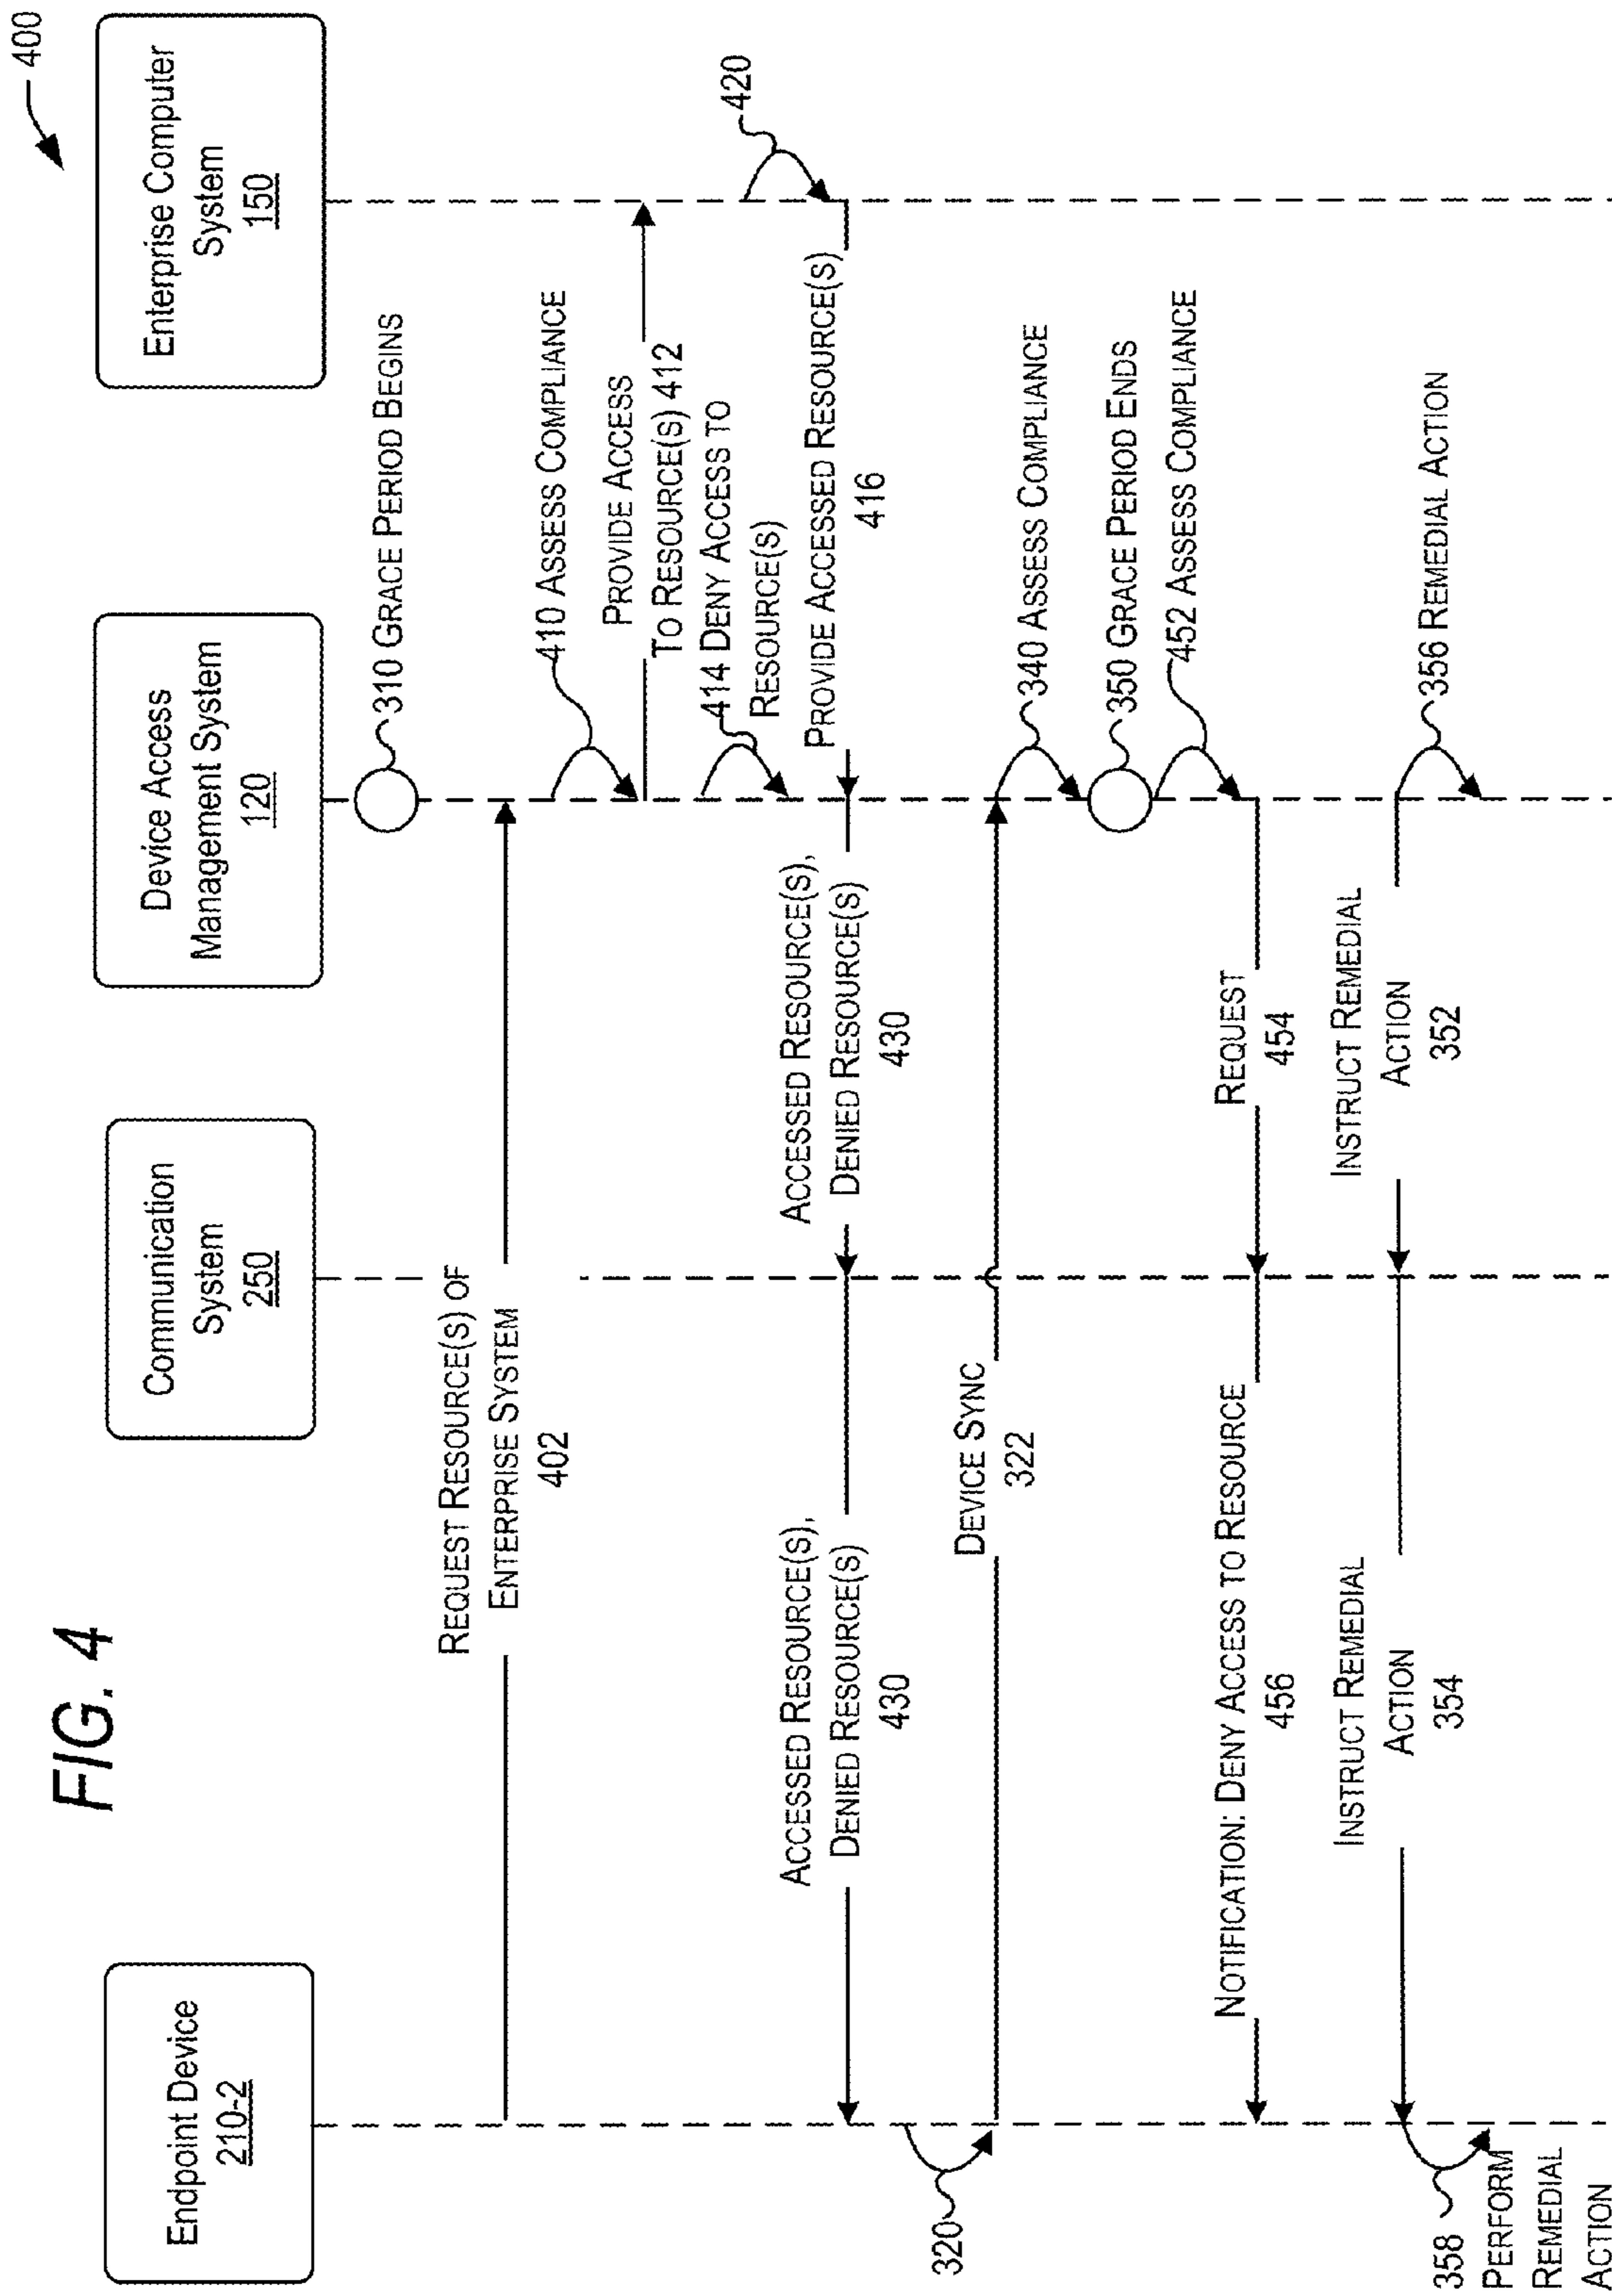 FIG. 4
400
Endpoint Device
210-2
Communication
System
250
Device Access
Management System
120
Enterprise Computer
System
150
310 GRACE PERIOD BEGINS
REQUEST RESOURCE(S) OF
ENTERPRISE SYSTEM
402
410 ASSESS COMPLIANCE
PROVIDE ACCESS
TO RESOURCE(S) 412
414 DENY ACCESS TO
RESOURCE(S)
420
PROVIDE ACCESSED RESOURCE(S)
416
ACCESSED RESOURCE(S),
DENIED RESOURCE(S)
430
ACCESSED RESOURCE(S),
DENIED RESOURCE(S)
430
320
DEVICE SYNC
322
340 ASSESS COMPLIANCE
350 GRACE PERIOD ENDS
452 ASSESS COMPLIANCE
REQUEST
454
NOTIFICATION: DENY ACCESS TO RESOURCE
456
INSTRUCT REMEDIAL
ACTION
352
INSTRUCT REMEDIAL
ACTION
354
356 REMEDIAL ACTION
358
PERFORM
REMEDIAL
ACTION